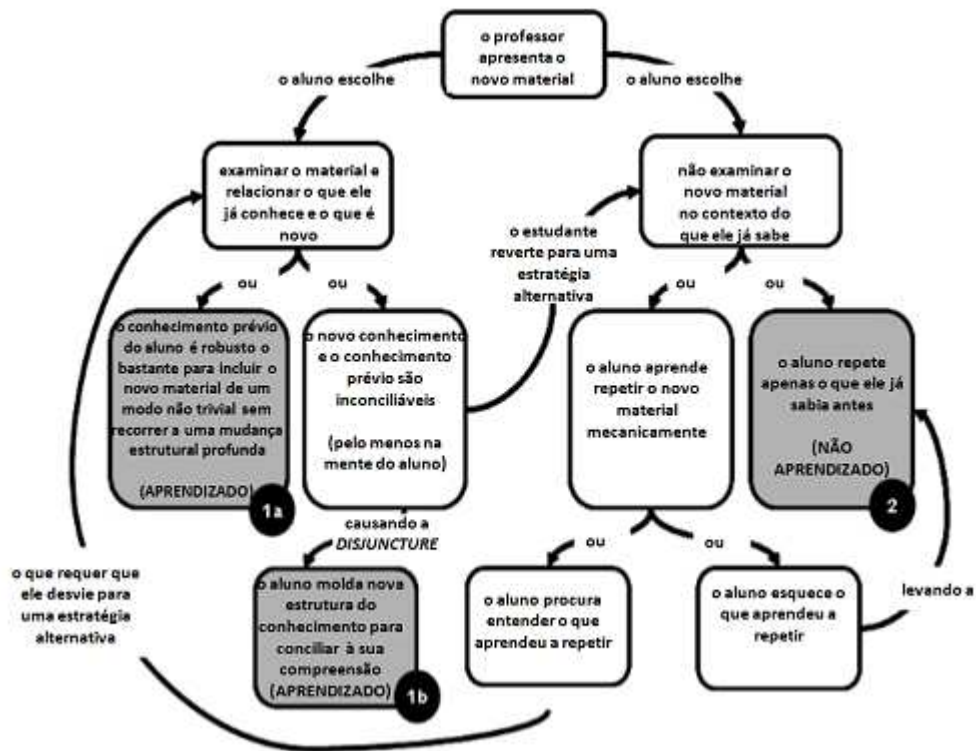 o professor
apresenta o
novo material
o aluno escolhe
o aluno escolhe
examinar o material e
relacionar o que ele
já conhece e o que é
novo
não examinar o
novo material
no contexto do
que ele já sabe
o estudante
reverte para uma
estratégia
alternativa
ou
ou
ou
ou
o conhecimento prévio
do aluno é robusto o
bastante para incluir o
novo material de um
modo não trivial sem
recorrer a uma mudança
estrutural profunda
(APRENDIZADO)
1a
o novo conhecimento
e o conhecimento
prévio são
inconciliáveis
(pelo menos na
mente do aluno)
o aluno aprende
repetir o novo
material
mecanicamente
o aluno repete
apenas o que ele já
sabia antes
(NÃO
APRENDIZADO)
2
causando a
DISJUNCTURE
ou
ou
o que requer que
ele desvie para
uma estratégia
alternativa
o aluno molda nova
estrutura do
conhecimento para
conciliar à sua
compreensão
(APRENDIZADO)
1b
o aluno procura
entender o que
aprendeu a repetir
o aluno esquece o
que aprendeu a
repetir
levando a